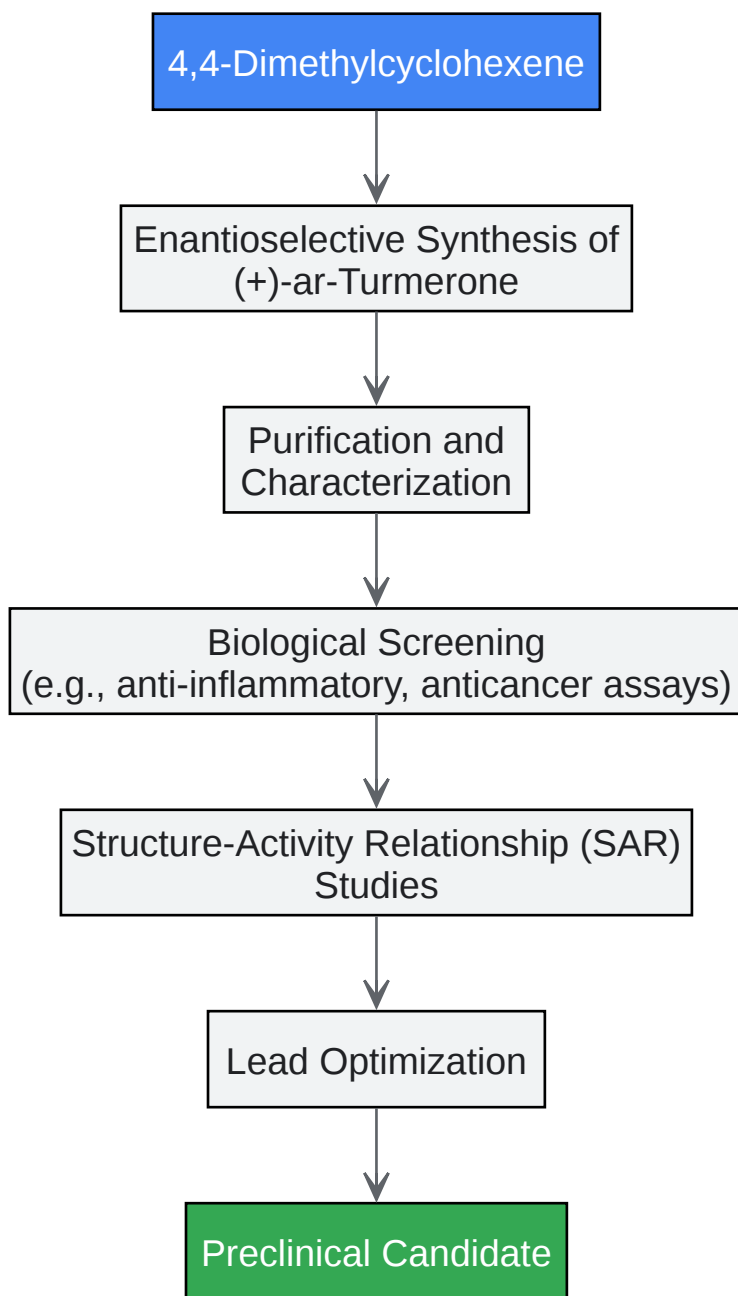 4,4-Dimethylcyclohexene
Enantioselective Synthesis of
(+)-ar-Turmerone
Purification and
Characterization
Biological Screening
(e.g., anti-inflammatory, anticancer assays)
Structure-Activity Relationship (SAR)
Studies
Lead Optimization
Preclinical Candidate